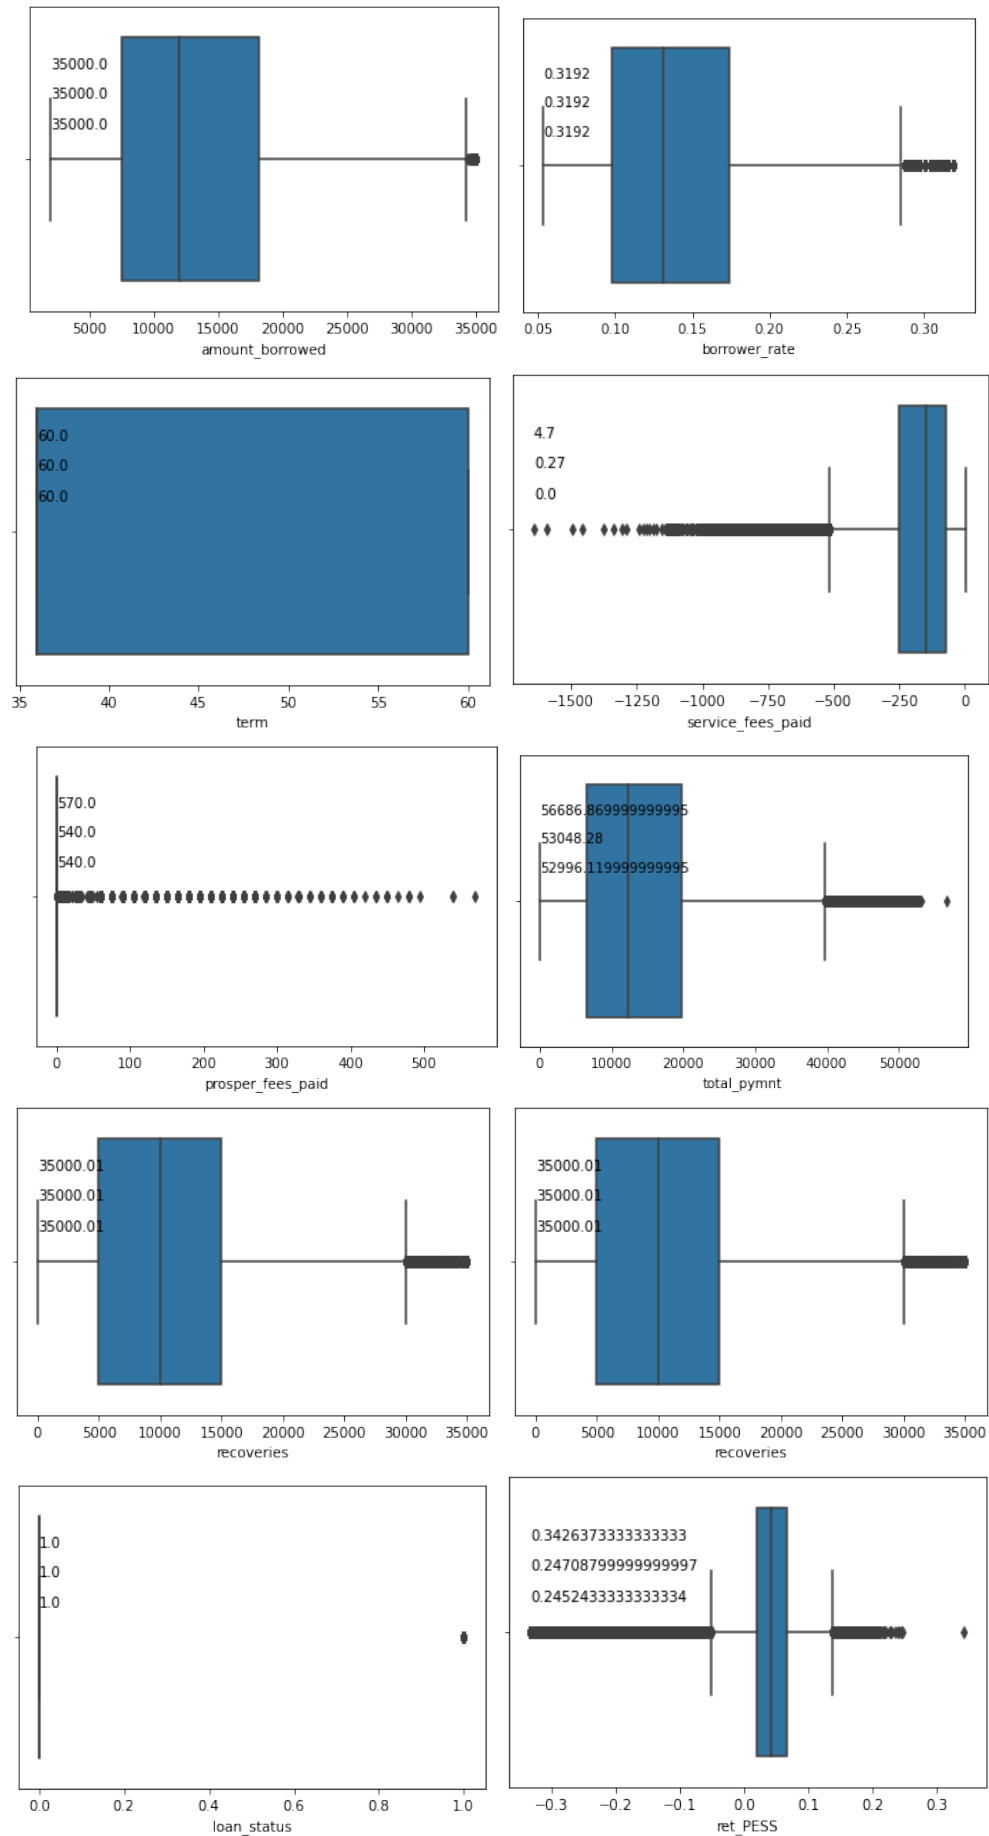 35000.0
35000.0
35000.0
5000 10000 15000 20000 25000 30000 35000
amount_borrowed
0.3192
0.3192
0.3192
0.05 0.10 0.15 0.20 0.25 0.30
borrower_rate
60.0
60.0
60.0
35 40 45 50 55 60
term
4.7
0.27
0.0
−1500 −1250 −1000 −750 −500 −250 0
service_fees_paid
570.0
540.0
540.0
0 100 200 300 400 500
prosper_fees_paid
56686.869999999995
53048.28
52996.119999999995
0 10000 20000 30000 40000 50000
total_pymnt
35000.01
35000.01
35000.01
0 5000 10000 15000 20000 25000 30000 35000
recoveries
35000.01
35000.01
35000.01
0 5000 10000 15000 20000 25000 30000 35000
recoveries
1.0
1.0
1.0
0.0 0.2 0.4 0.6 0.8 1.0
loan_status
0.3426373333333333
0.24708799999999997
0.2452433333333334
−0.3 −0.2 −0.1 0.0 0.1 0.2 0.3
ret_PESS